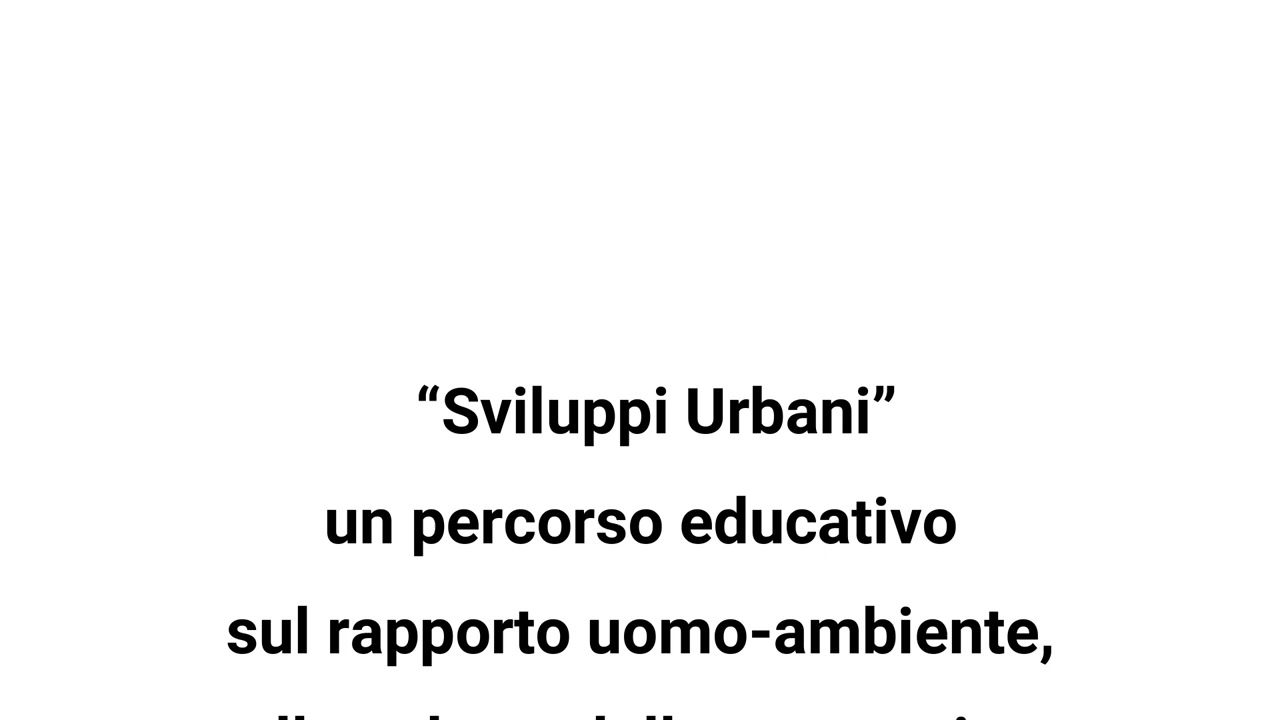 “Sviluppi Urbani”
un percorso educativo
sul rapporto uomo-ambiente,